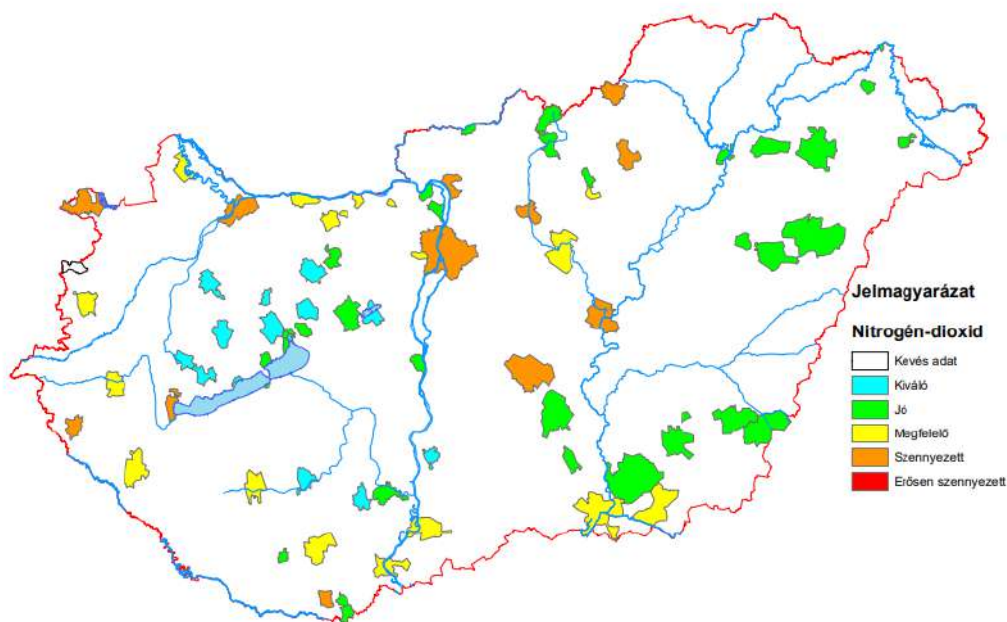 Jelmagyarázat
Nitrogén-dioxid
Kevés adat
Kiváló
Jó
Megfelelő
Szennyezett
Erősen szennyezett